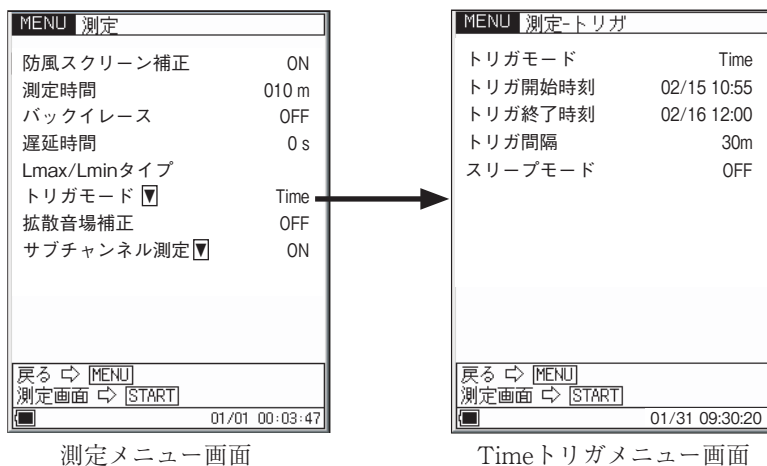 MENU 測定
防風スクリーン補正 ON
測定時間 010 m
バックイレース OFF
遅延時間 0 s
Lmax/Lminタイプ
トリガモード ▼ Time
拡散音場補正 OFF
サブチャンネル測定▼ ON
戻る ⇨ MENU
測定画面 ⇨ START
01/01 00:03:47
測定メニュー画面
MENU 測定-トリガ
トリガモード Time
トリガ開始時刻 02/15 10:55
トリガ終了時刻 02/16 12:00
トリガ間隔 30m
スリープモード OFF
戻る ⇨ MENU
測定画面 ⇨ START
01/31 09:30:20
Timeトリガメニュー画面